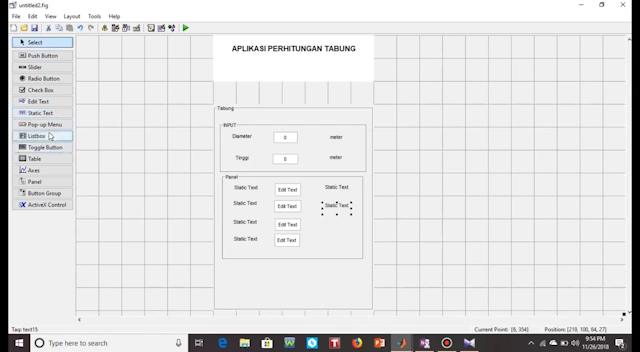 untitled2.fig
File Edit View Layout Tools Help
Select
Push Button
Slider
Radio Button
Check Box
Edit Text
Static Text
Pop-up Menu
Listbox
Toggle Button
Table
Axes
Panel
Button Group
ActiveX Control
APLIKASI PERHITUNGAN TABUNG
Tabung
INPUT
Diameter 0 meter
Tinggi 0 meter
Panel
Static Text Edit Text Static Text
Static Text Edit Text Static Text
Static Text Edit Text
Static Text Edit Text
Tag: text15 Current Point: [6, 354] Position: [219, 100, 64, 27]
Type here to search
9:54 PM
11/26/2018